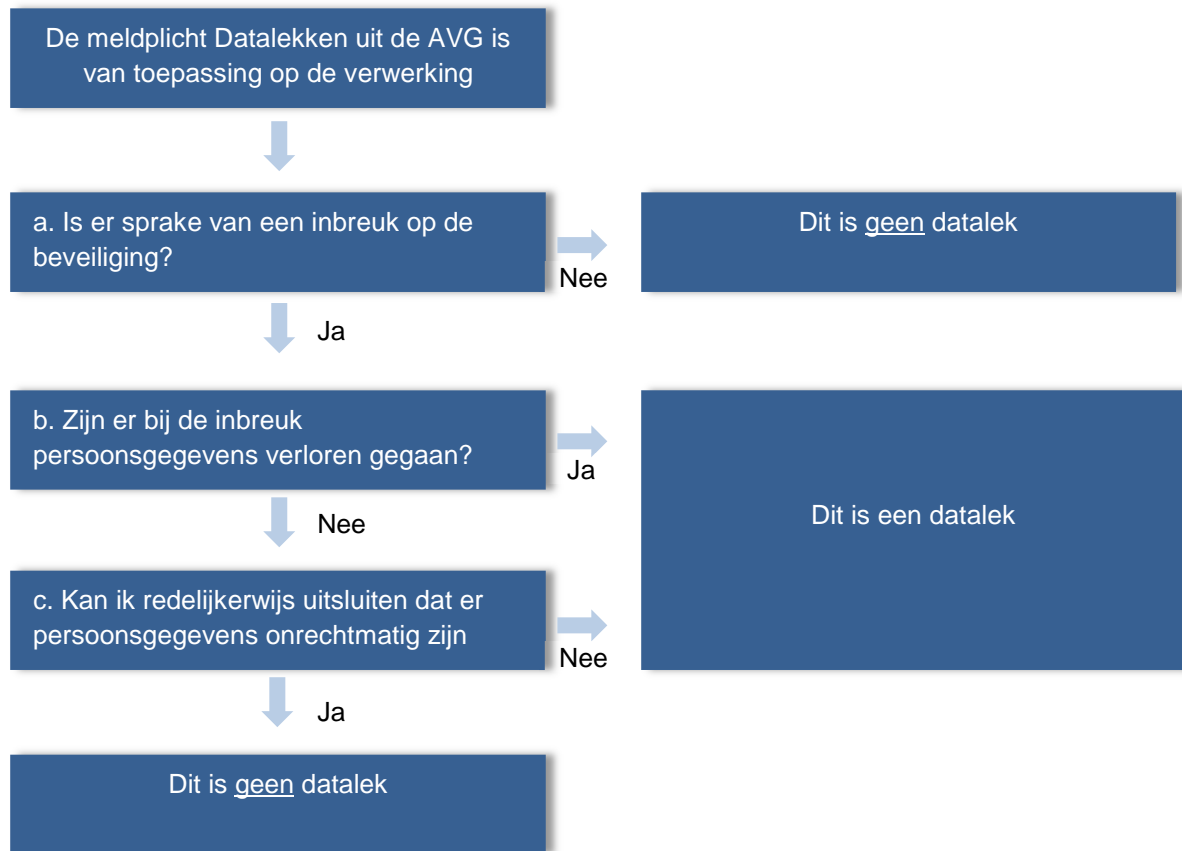 De meldplicht Datalekken uit de AVG is
van toepassing op de verwerking
a. Is er sprake van een inbreuk op de
beveiliging?
Nee
Dit is geen datalek
Ja
b. Zijn er bij de inbreuk
persoonsgegevens verloren gegaan?
Ja
Dit is een datalek
Nee
c. Kan ik redelijkerwijs uitsluiten dat er
persoonsgegevens onrechtmatig zijn
Nee
Ja
Dit is geen datalek